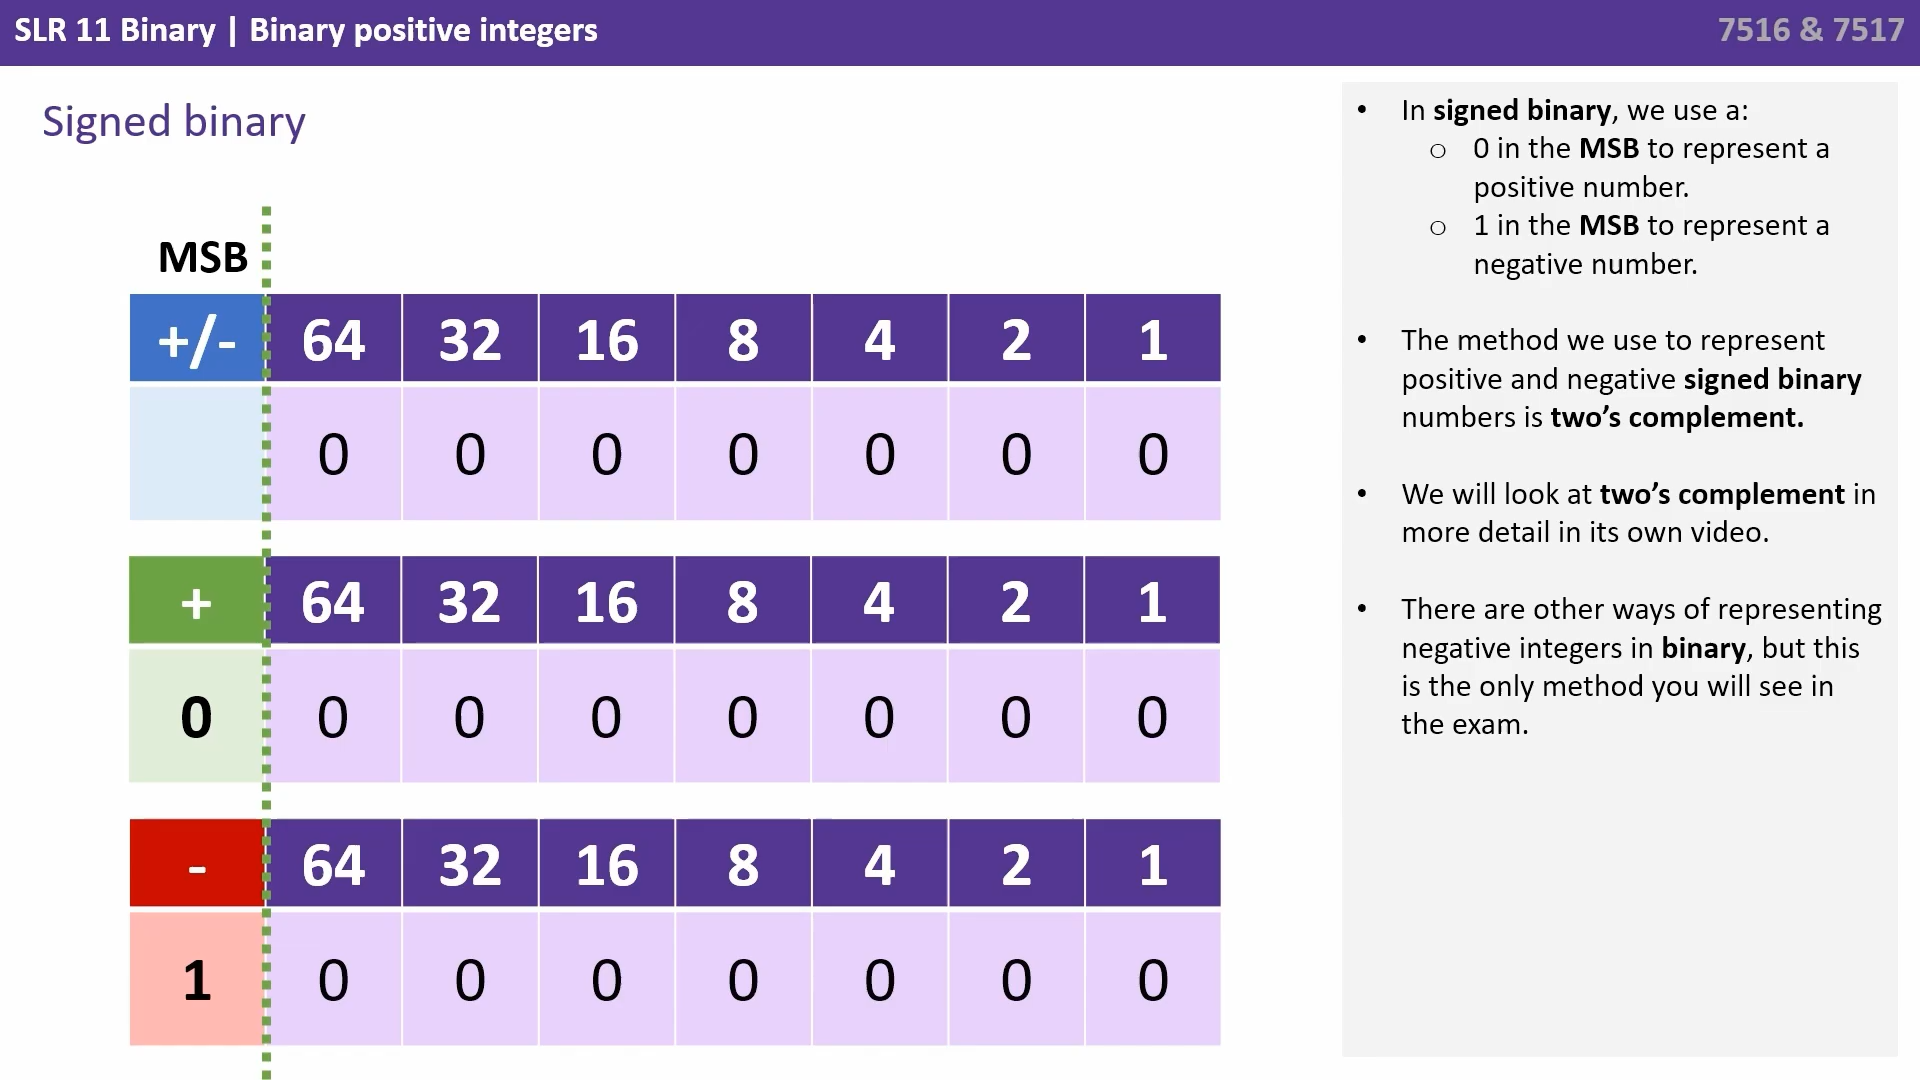 SLR 11 Binary | Binary positive integers
7516 & 7517
Signed binary
MSB
+/- 64 32 16 8 4 2 1
0 0 0 0 0 0 0
+ 64 32 16 8 4 2 1
0 0 0 0 0 0 0 0
- 64 32 16 8 4 2 1
1 0 0 0 0 0 0 0
• In signed binary, we use a:
o 0 in the MSB to represent a
positive number.
o 1 in the MSB to represent a
negative number.
• The method we use to represent
positive and negative signed binary
numbers is two’s complement.
• We will look at two’s complement in
more detail in its own video.
• There are other ways of representing
negative integers in binary, but this
is the only method you will see in
the exam.